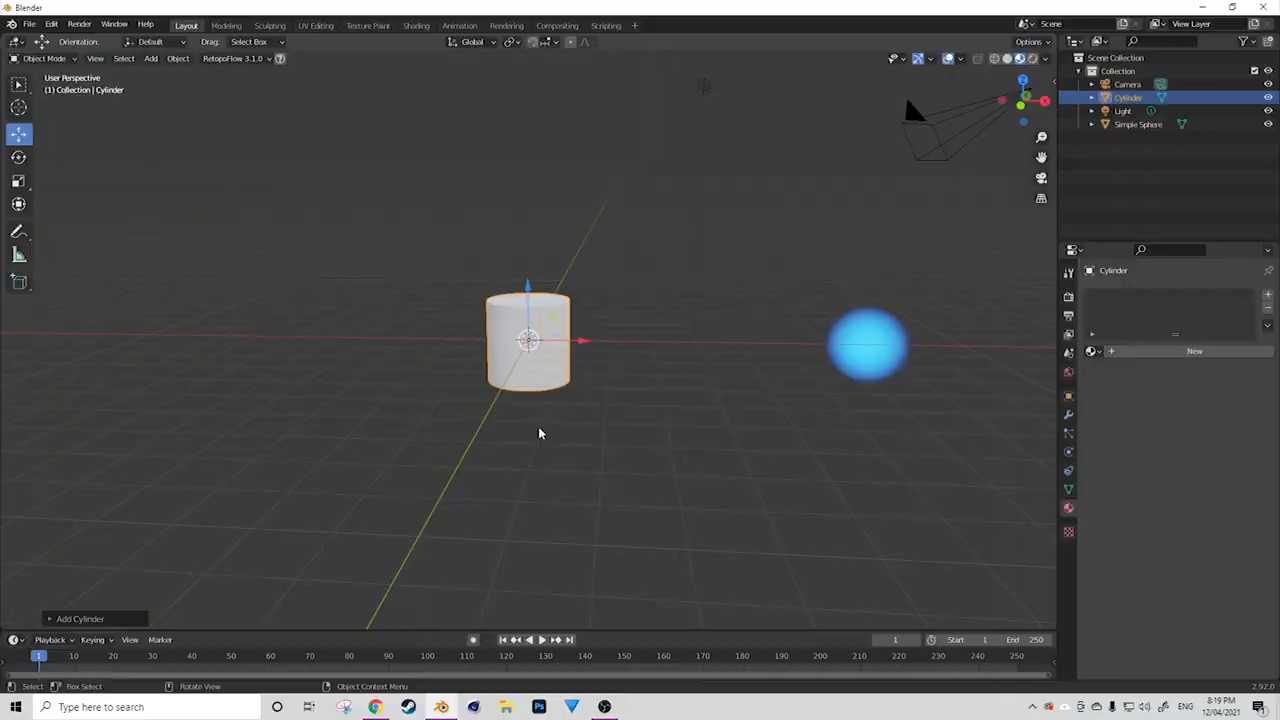 Blender
File Edit Render Window Help Layout Modeling Sculpting UV Editing Texture Paint Shading Animation Rendering Compositing Scripting + Scene View Layer
Orientation: Default Drag: Select Box Global Options
Object Mode View Select Add Object RetopoFlow 3.1.0
User Perspective
(1) Collection | Cylinder
Scene Collection
Collection
Camera
Cylinder
Light
Simple Sphere
Cylinder
New
Add Cylinder
Playback Keying View Marker 1 Start 1 End 250
1 10 20 30 40 50 60 70 80 90 100 110 120 130 140 150 160 170 180 190 200 210 220 230 240 250
Select Box Select Rotate View Object Context Menu 2.92.0
Type here to search
ENG
8:19 PM
12/04/2021